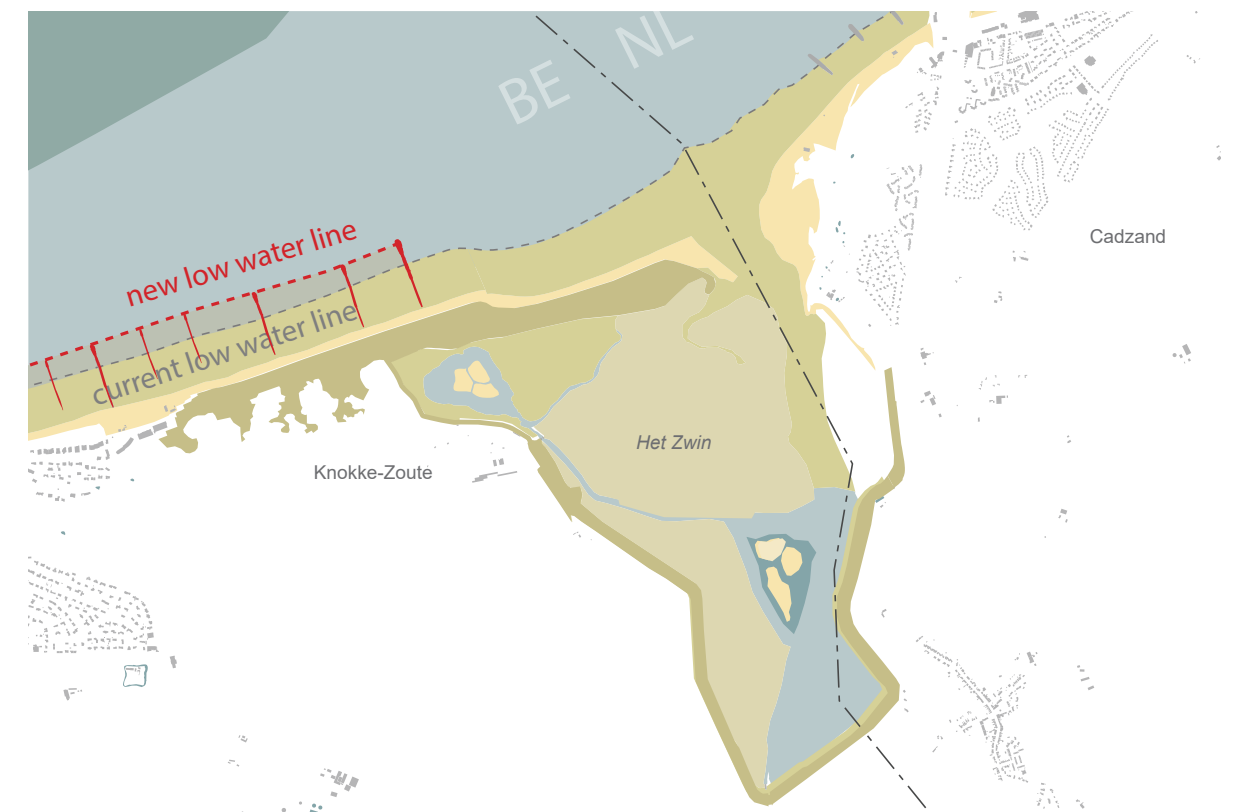 BE NL
new low water line
current low water line
Cadzand
Het Zwin
Knokke-Zoute